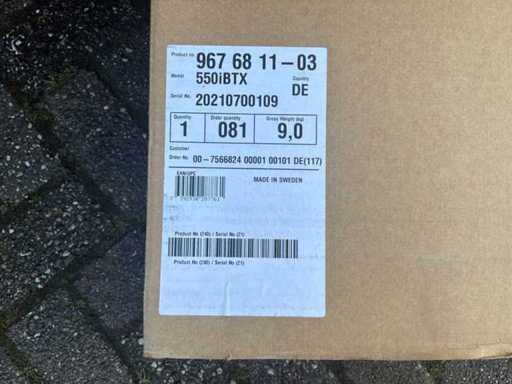 Product no. 967 68 11-03
Model 550iBTX Country DE
Serial No. 20210700109
Quantity Order quantity Gross Weight (kg)
1 081 9,0
Customer
Order No. 00-7566824 00001 00101 DE(117)
EAN/UPC
MADE IN SWEDEN
Product No (240) / Serial No (21)
Product No (240) / Serial No (21)